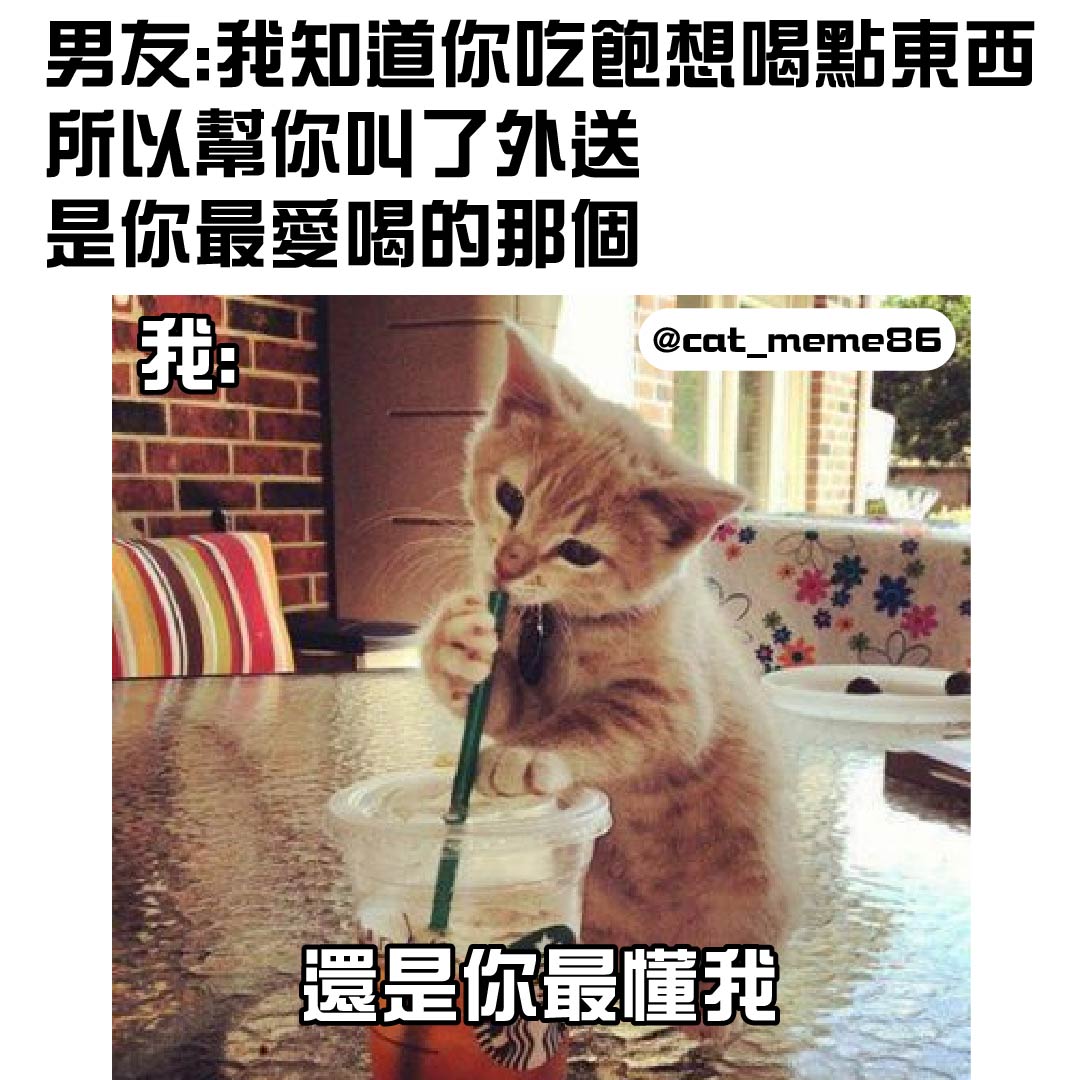 男友:我知道你吃飽想喝點東西
所以幫你叫了外送
是你最愛喝的那個
我:
@cat_meme86
還是你最懂我